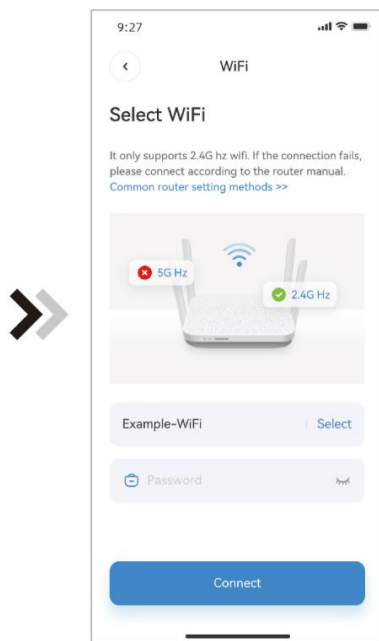 9:27
WiFi
Select WiFi
It only supports 2.4G hz wifi. If the connection fails,
please connect according to the router manual.
Common router setting methods >>
5G Hz
2.4G Hz
Example-WiFi
Select
Password
Connect